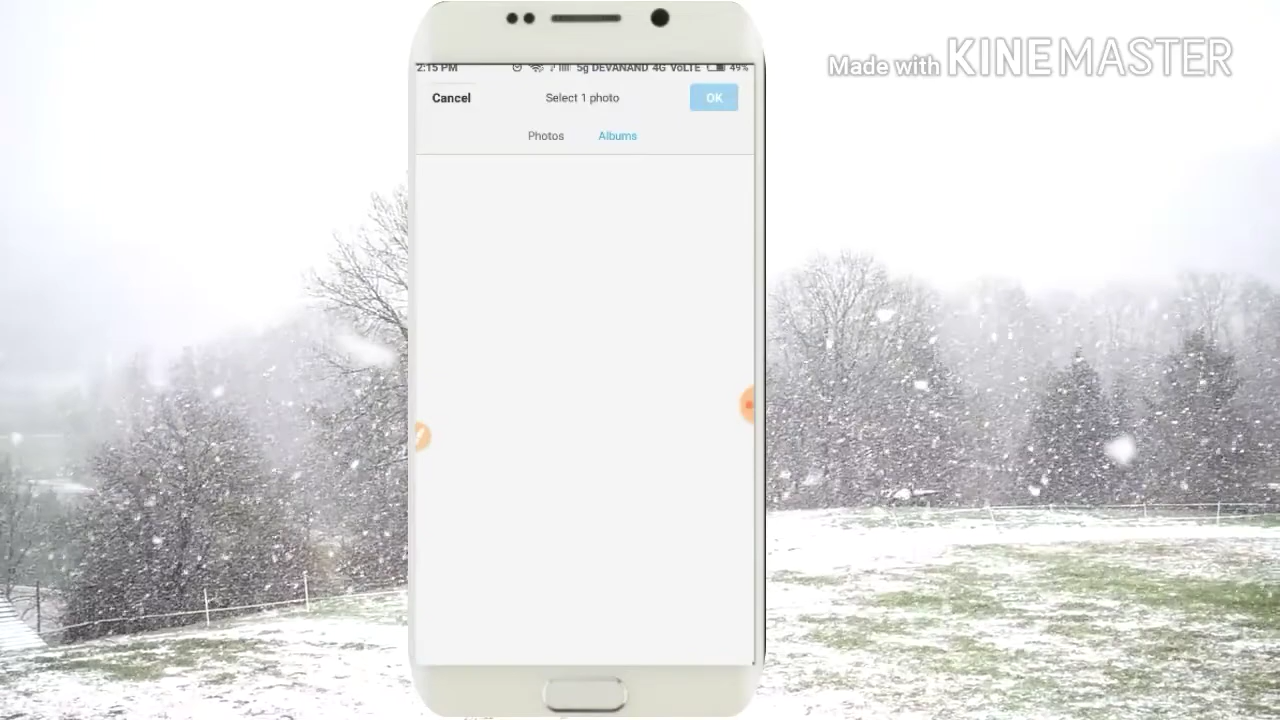 Made with KINEMASTER
2:15 PM 5g DEVANAND 4G VoLTE 49%
Cancel Select 1 photo OK
Photos Albums